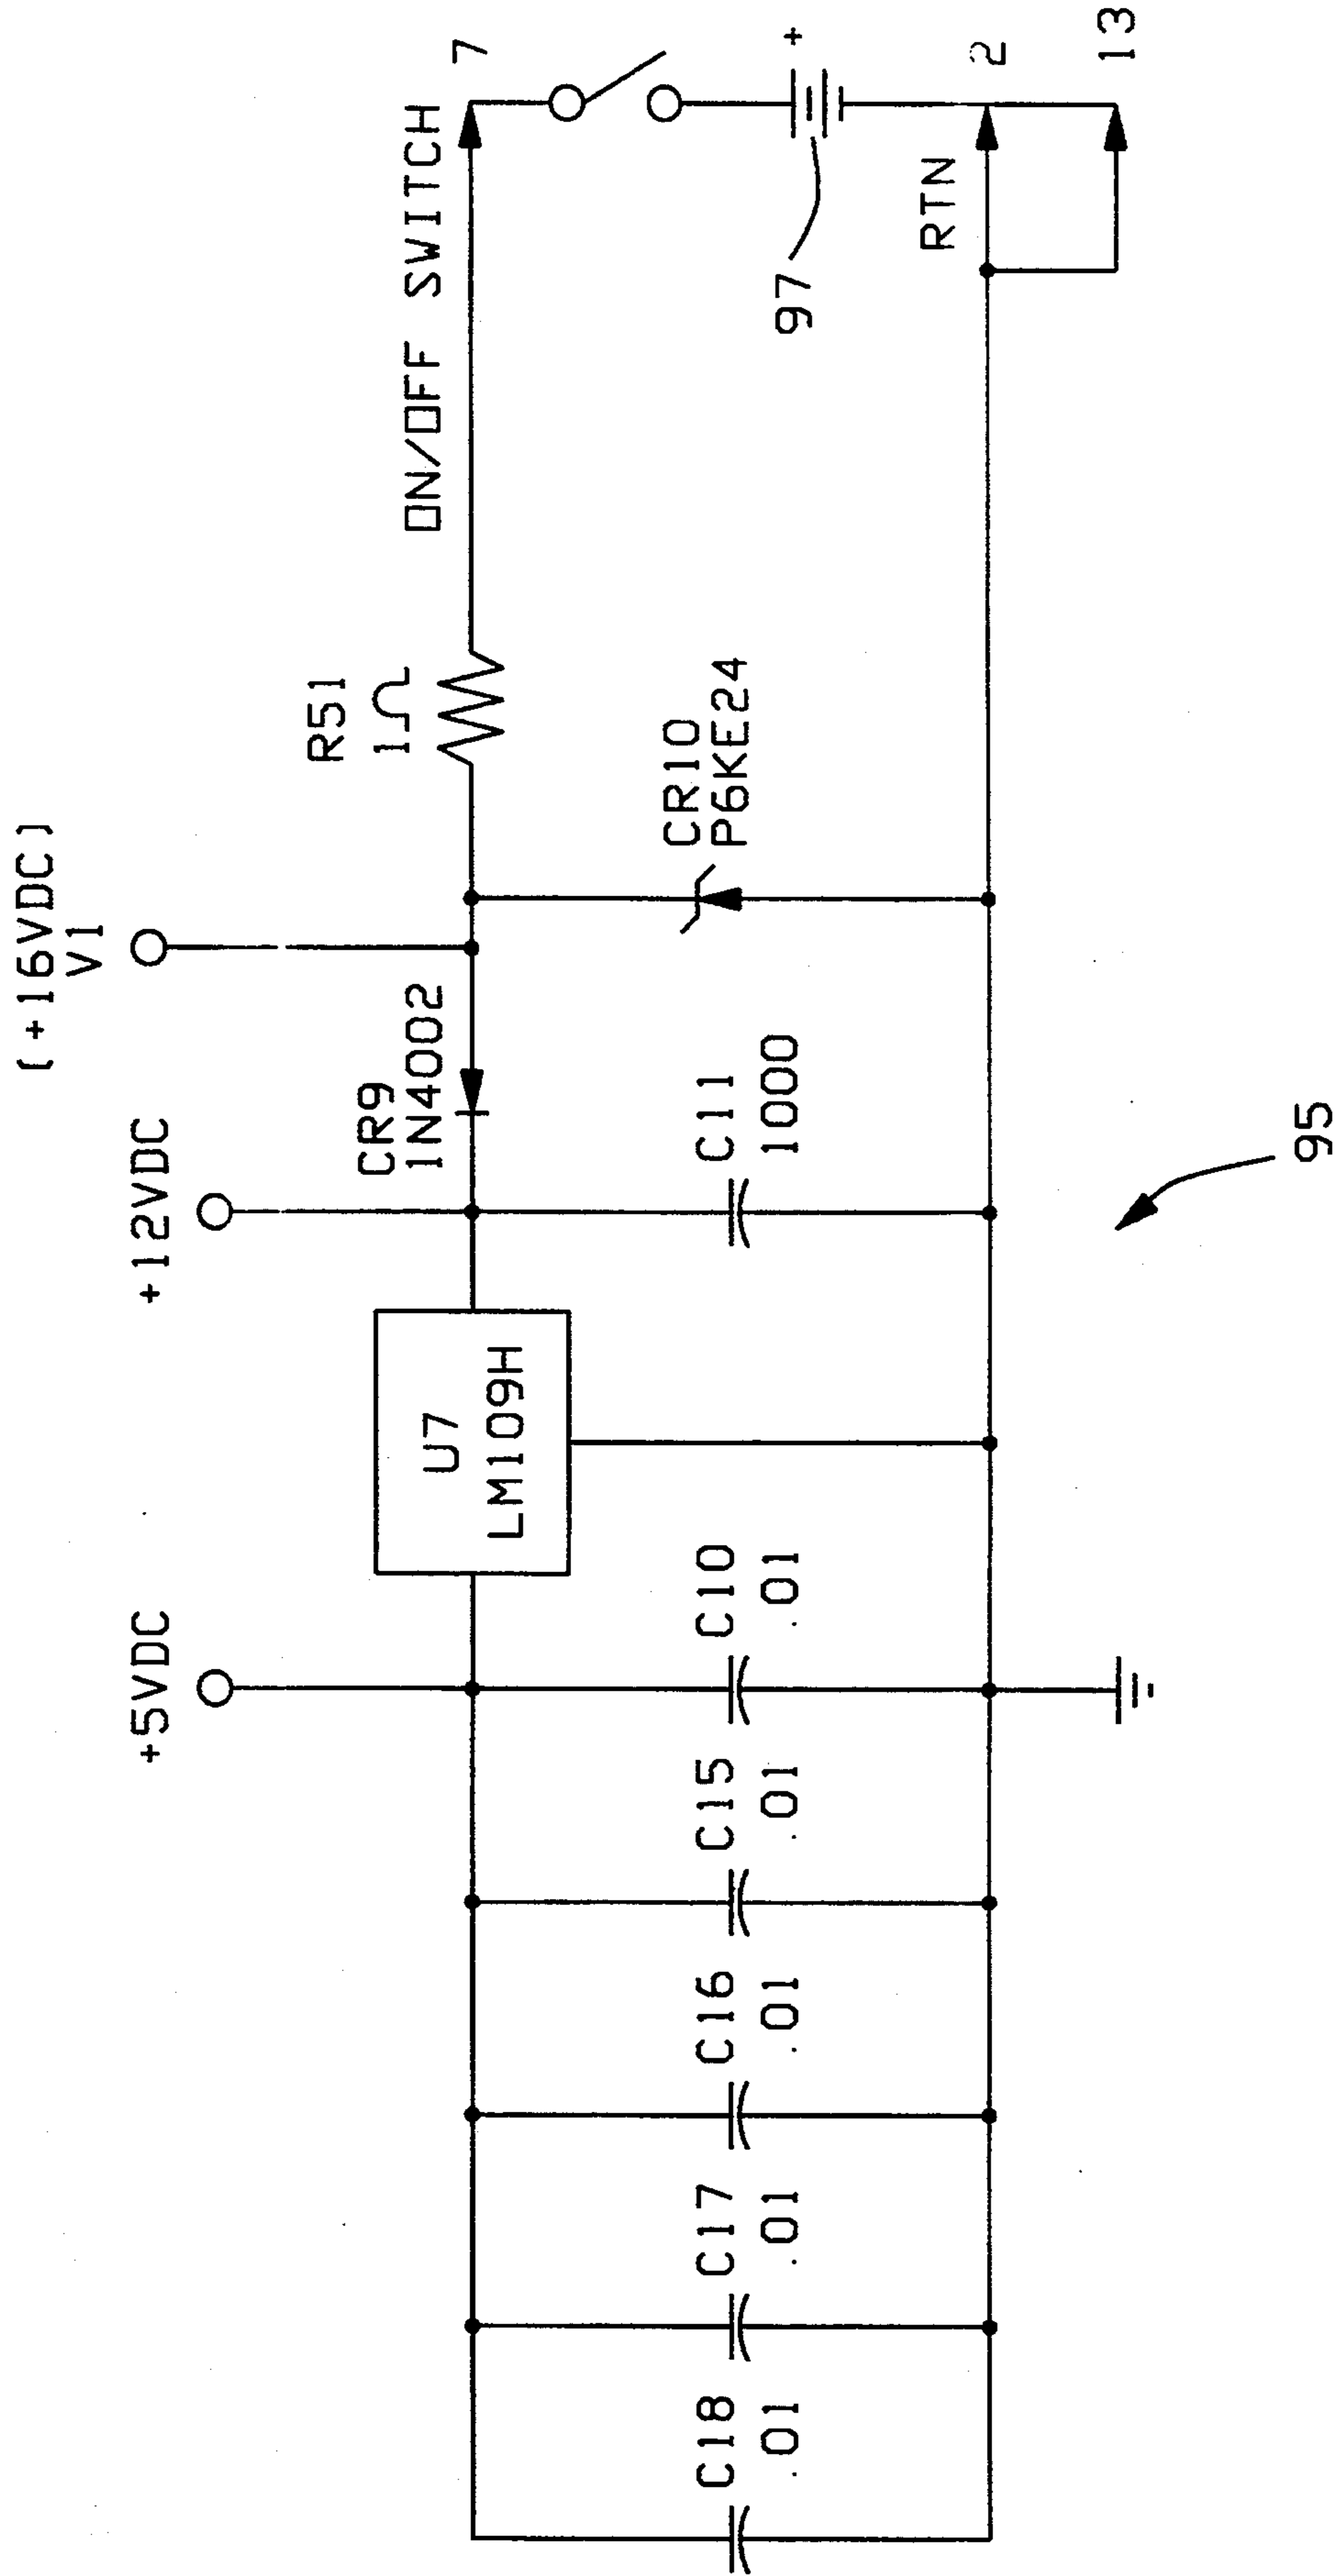 (+16VDC)
V1
+12VDC
+5VDC
R51
1Ω
ON/OFF SWITCH
7
CR9
1N4002
U7
LM109H
CR10
P6KE24
C11
1000
C10
.01
C15
.01
C16
.01
C17
.01
C18
.01
+
97
RTN
2
13
95